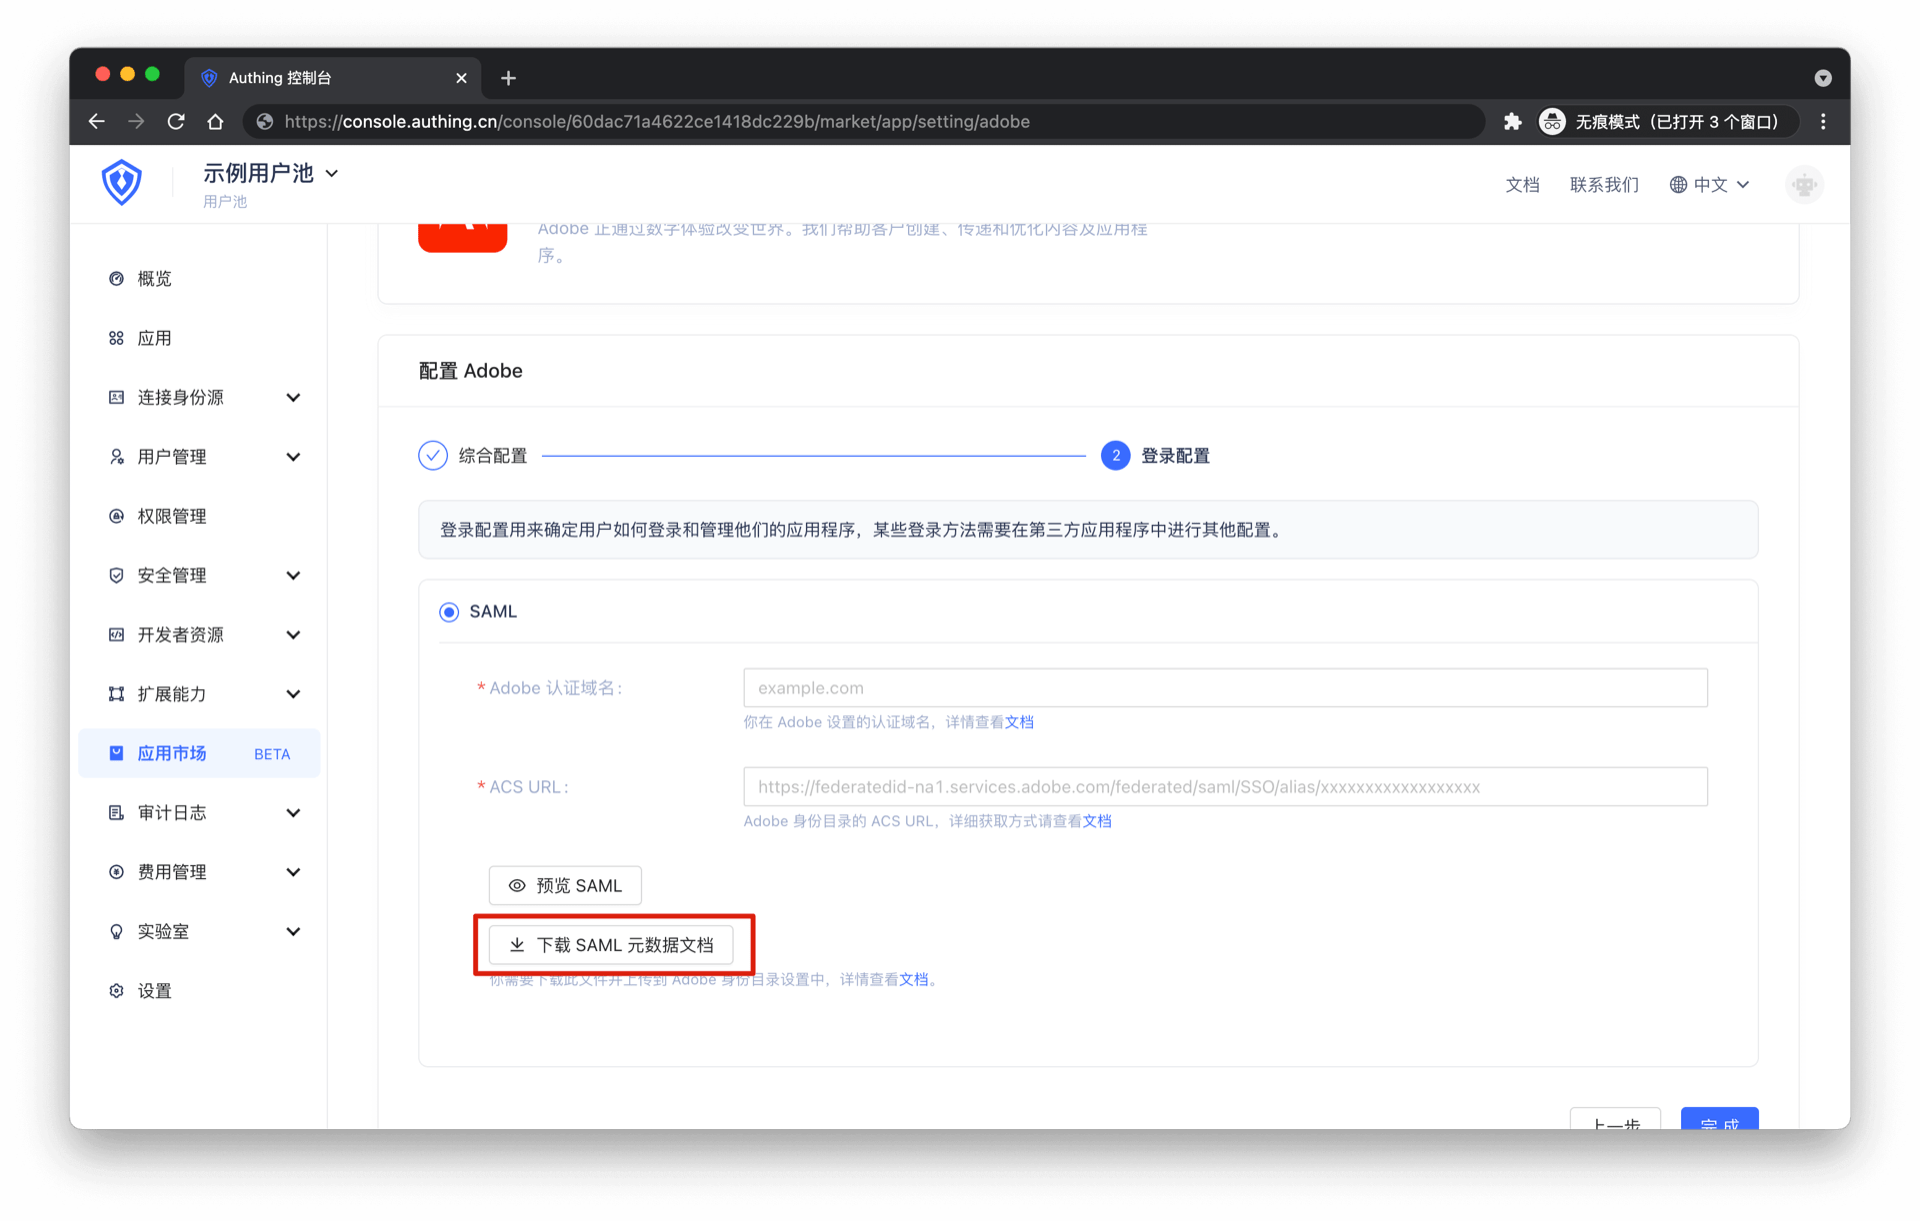 Authing 控制台
https://console.authing.cn/console/60dac71a4622ce1418dc229b/market/app/setting/adobe
无痕模式（已打开 3 个窗口）
示例用户池
用户池
文档
联系我们
中文
Adobe 正通过数字体验改变世界。我们帮助客户创建、传递和优化内容及应用程
序。
概览
应用
连接身份源
用户管理
权限管理
安全管理
开发者资源
扩展能力
应用市场 BETA
审计日志
费用管理
实验室
设置
配置 Adobe
综合配置
2 登录配置
登录配置用来确定用户如何登录和管理他们的应用程序，某些登录方法需要在第三方应用程序中进行其他配置。
SAML
* Adobe 认证域名：
example.com
你在 Adobe 设置的认证域名，详情查看文档
* ACS URL：
https://federatedid-na1.services.adobe.com/federated/saml/SSO/alias/xxxxxxxxxxxxxxxxxx
Adobe 身份目录的 ACS URL，详细获取方式请查看文档
预览 SAML
下载 SAML 元数据文档
你需要下载此文件并上传到 Adobe 身份目录设置中，详情查看文档。
上一步
完成